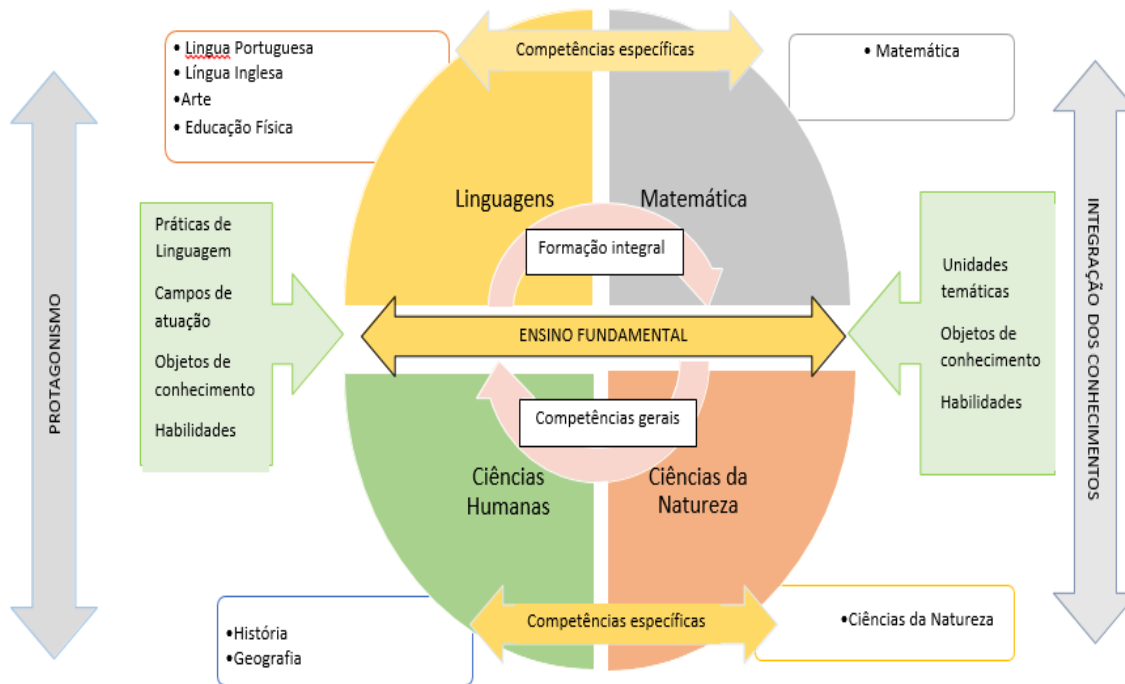 • Lingua Portuguesa
• Língua Inglesa
•Arte
• Educação Física
Competências específicas
• Matemática
Linguagens
Matemática
PROTAGONISMO
Práticas de
Linguagem
Campos de
atuação
Objetos de
conhecimento
Habilidades
Formação integral
ENSINO FUNDAMENTAL
Competências gerais
Unidades
temáticas
Objetos de
conhecimento
Habilidades
INTEGRAÇÃO DOS CONHECIMENTOS
Ciências
Humanas
Ciências da
Natureza
•História
•Geografia
Competências específicas
•Ciências da Natureza